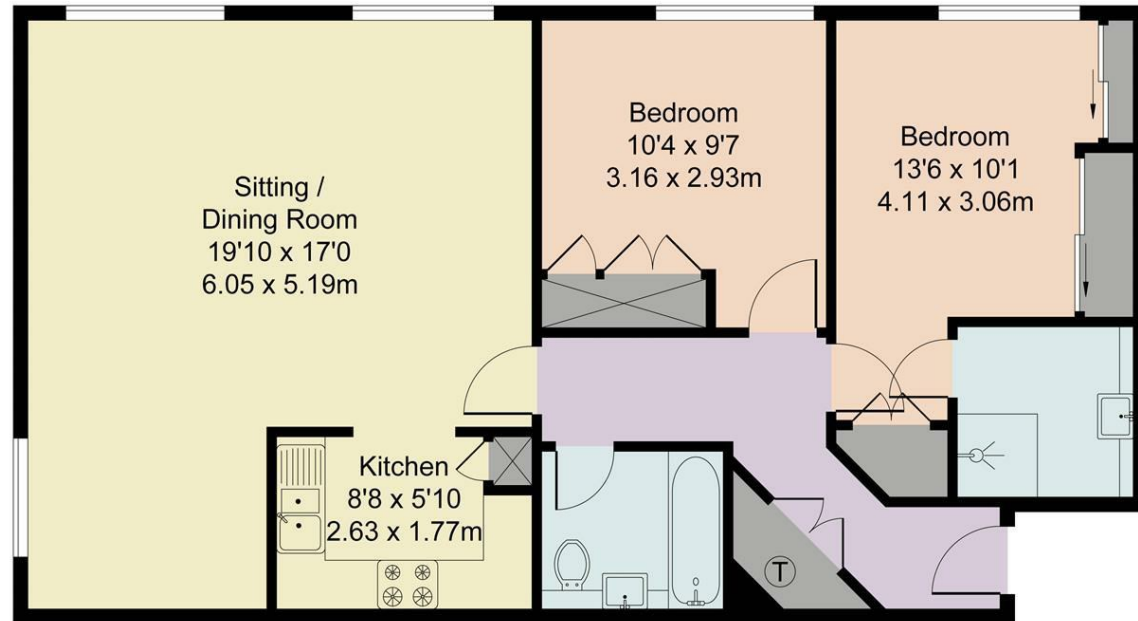 Sitting /
Dining Room
19'10 x 17'0
6.05 x 5.19m
Bedroom
10'4 x 9'7
3.16 x 2.93m
Bedroom
13'6 x 10'1
4.11 x 3.06m
Kitchen
8'8 x 5'10
2.63 x 1.77m
T